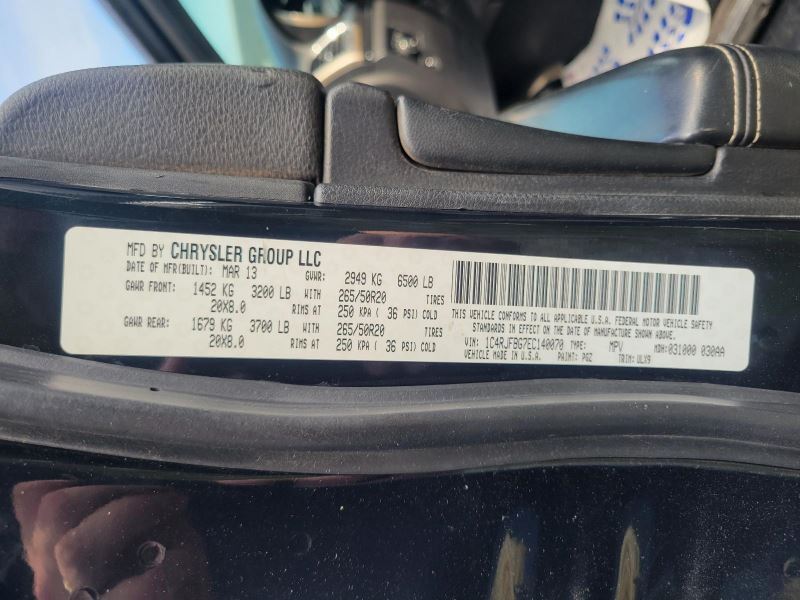 MFD BY CHRYSLER GROUP LLC
DATE OF MFR(BUILT): MAR 13 GVWR: 2949 KG 6500 LB
GAWR FRONT: 1452 KG 3200 LB WITH 265/50R20 TIRES
20X8.0 RIMS AT 250 KPA ( 36 PSI) COLD
GAWR REAR: 1679 KG 3700 LB WITH 265/50R20 TIRES
20X8.0 RIMS AT 250 KPA ( 36 PSI) COLD
THIS VEHICLE CONFORMS TO ALL APPLICABLE U.S.A. FEDERAL MOTOR VEHICLE SAFETY
STANDARDS IN EFFECT ON THE DATE OF MANUFACTURE SHOWN ABOVE.
VIN: 1C4RJFBG7EC140070 TYPE: MPV MDH: 031000 030AA
VEHICLE MADE IN U.S.A. PAINT: PGZ TRIM: ULX9